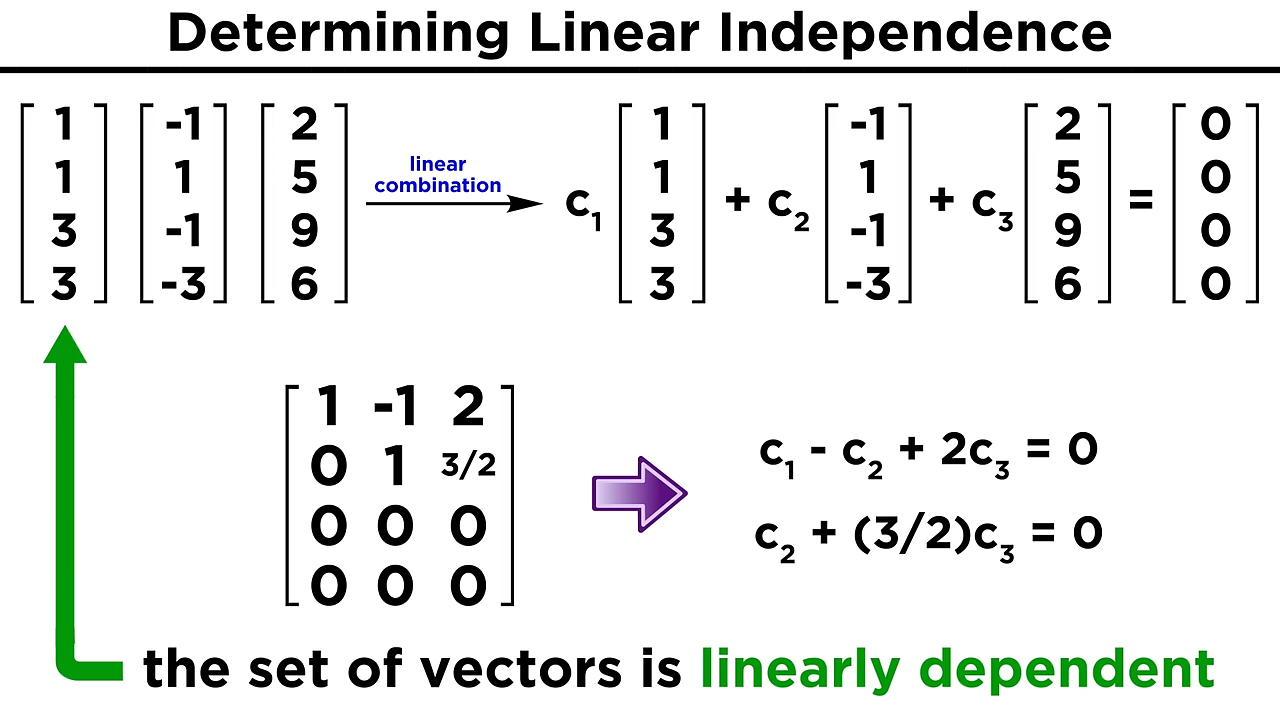 Determining Linear Independence
1 -1 2 linear c₁ 1 + c₂ -1 + c₃ 2 = 0
1 1 5 combination 1 1 5 0
3 -1 9 3 -1 9 0
3 -3 6 3 -3 6 0
1 -1 2
0 1 3/2
0 0 0
0 0 0
c₁ - c₂ + 2c₃ = 0
c₂ + (3/2)c₃ = 0
the set of vectors is linearly dependent